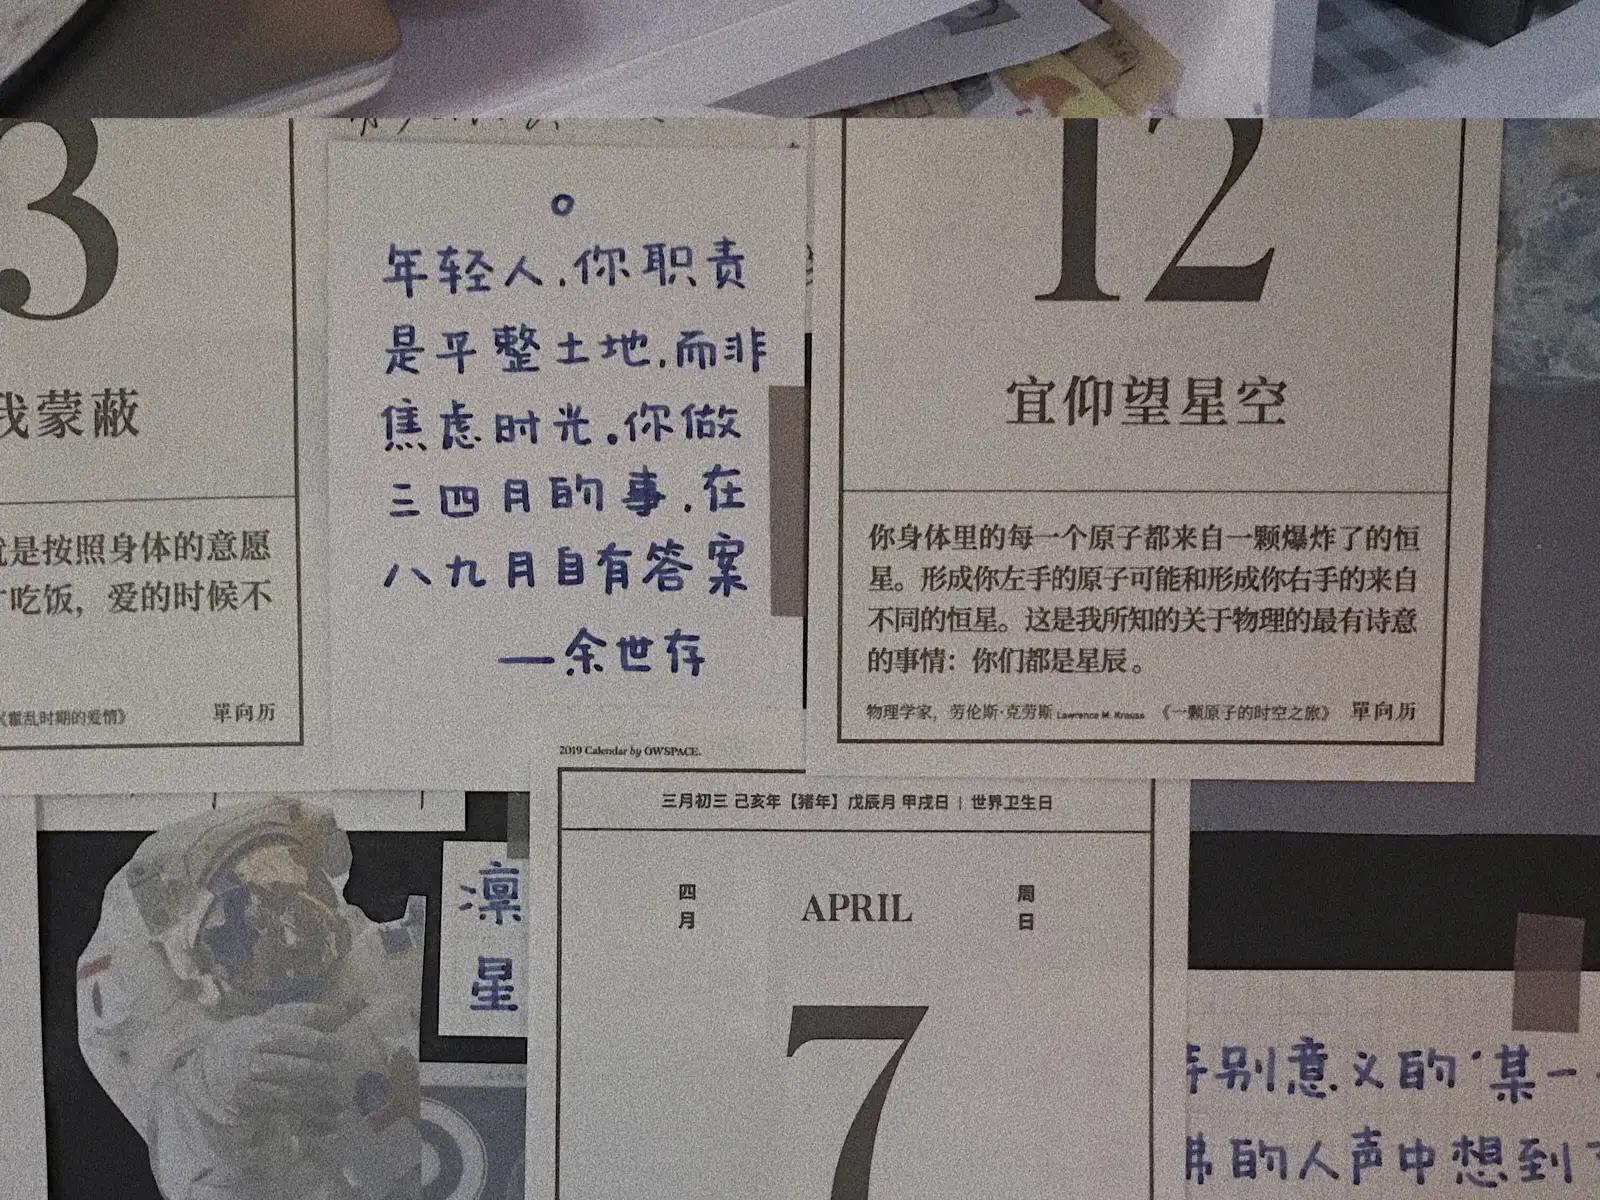 3
我蒙蔽
就是按照身体的意愿
吃饭，爱的时候不
《霍乱时期的爱情》 單向历
年轻人.你职责
是平整土地.而非
焦虑时光。你做
三四月的事.在
八九月自有答案
—余世存
12
宜仰望星空
你身体里的每一个原子都来自一颗爆炸了的恒
星。形成你左手的原子可能和形成你右手的来自
不同的恒星。这是我所知的关于物理的最有诗意
的事情：你们都是星辰。
物理学家，劳伦斯·克劳斯 Lawrence M. Krauss 《一颗原子的时空之旅》 單向历
2019 Calendar by OWSPACE.
三月初三 己亥年【猪年】戊辰月 甲戌日 | 世界卫生日
四月 APRIL 周日
7
凛
星
别意义的‘某一
的人声中想到